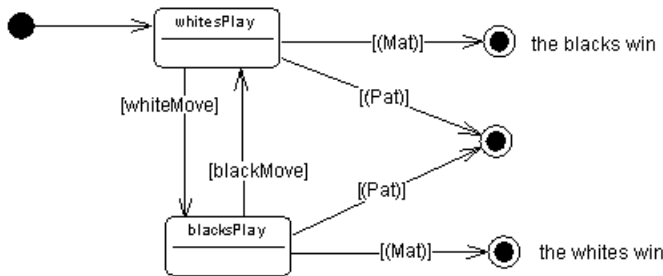 whitesPlay
[(Mat)]
the blacks win
[(Pat)]
[whiteMove]
[blackMove]
[(Pat)]
blacksPlay
[(Mat)]
the whites win